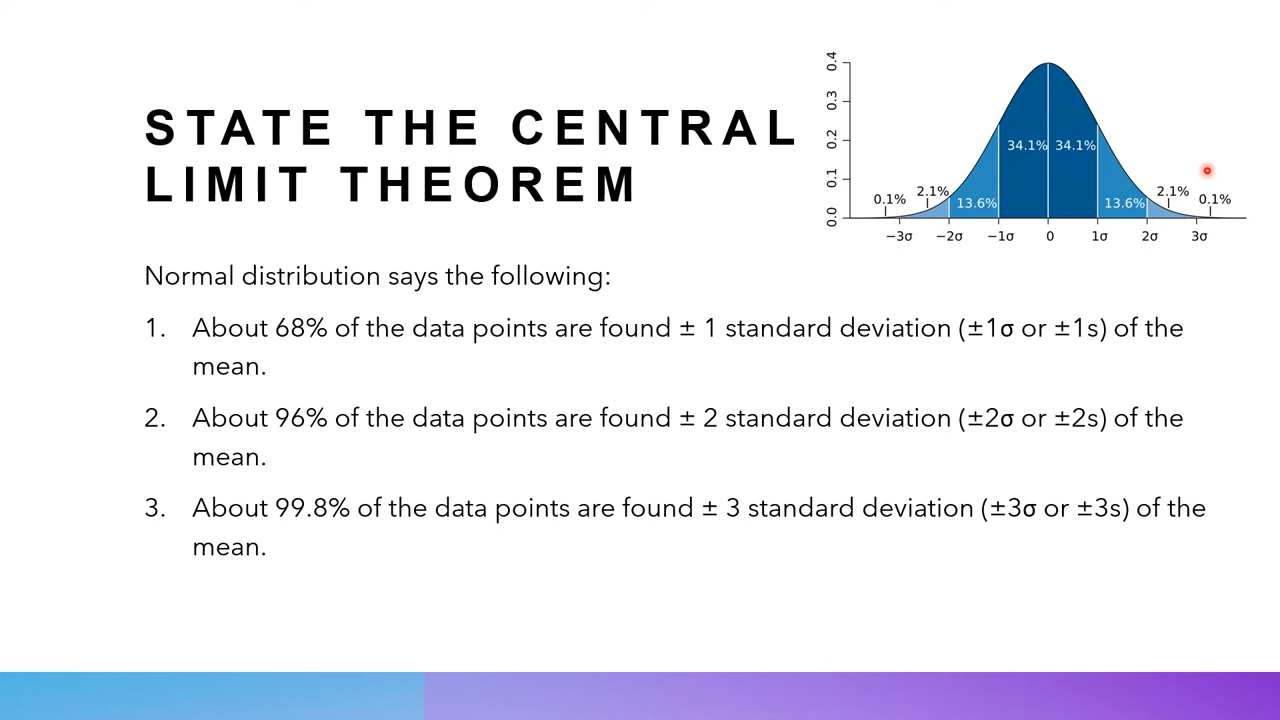 STATE THE CENTRAL
LIMIT THEOREM
0.4
0.3
0.2
0.1
0.0
0.1%
2.1%
13.6%
34.1%
34.1%
13.6%
2.1%
0.1%
−3σ
−2σ
−1σ
0
1σ
2σ
3σ
Normal distribution says the following:
1. About 68% of the data points are found ± 1 standard deviation (±1σ or ±1s) of the
mean.
2. About 96% of the data points are found ± 2 standard deviation (±2σ or ±2s) of the
mean.
3. About 99.8% of the data points are found ± 3 standard deviation (±3σ or ±3s) of the
mean.